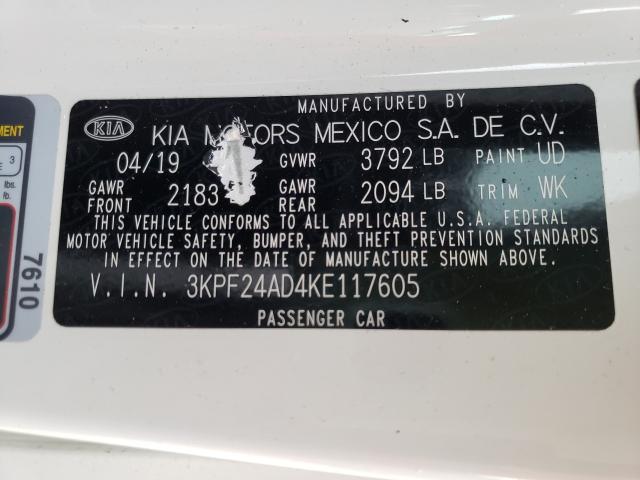 MANUFACTURED BY
KIA KIA MOTORS MEXICO S.A. DE C.V.
04/19 GVWR 3792 LB PAINT UD
GAWR FRONT 2183 GAWR REAR 2094 LB TRIM WK
THIS VEHICLE CONFORMS TO ALL APPLICABLE U.S.A. FEDERAL
MOTOR VEHICLE SAFETY, BUMPER, AND THEFT PREVENTION STANDARDS
IN EFFECT ON THE DATE OF MANUFACTURE SHOWN ABOVE.
V.I.N. 3KPF24AD4KE117605
PASSENGER CAR
3
lbs.
lb.
7610